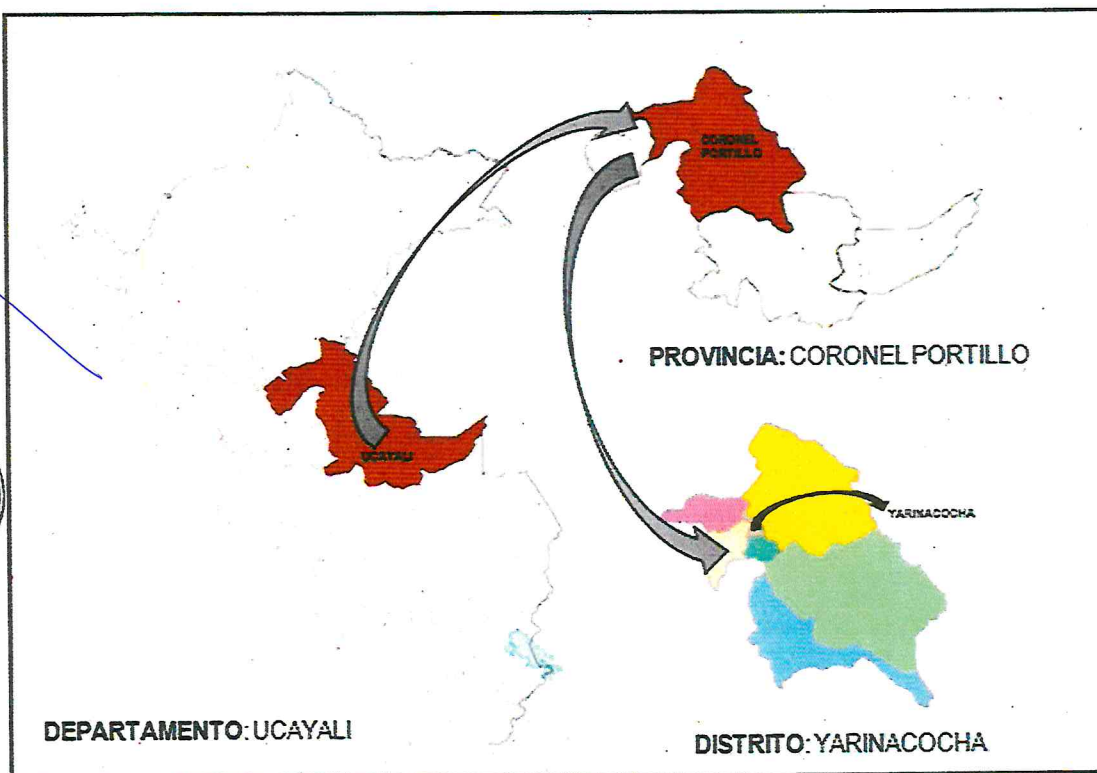 CORONEL
PORTILLO
PROVINCIA: CORONEL PORTILLO
UCAYALI
YARINACOCHA
DEPARTAMENTO: UCAYALI
DISTRITO: YARINACOCHA